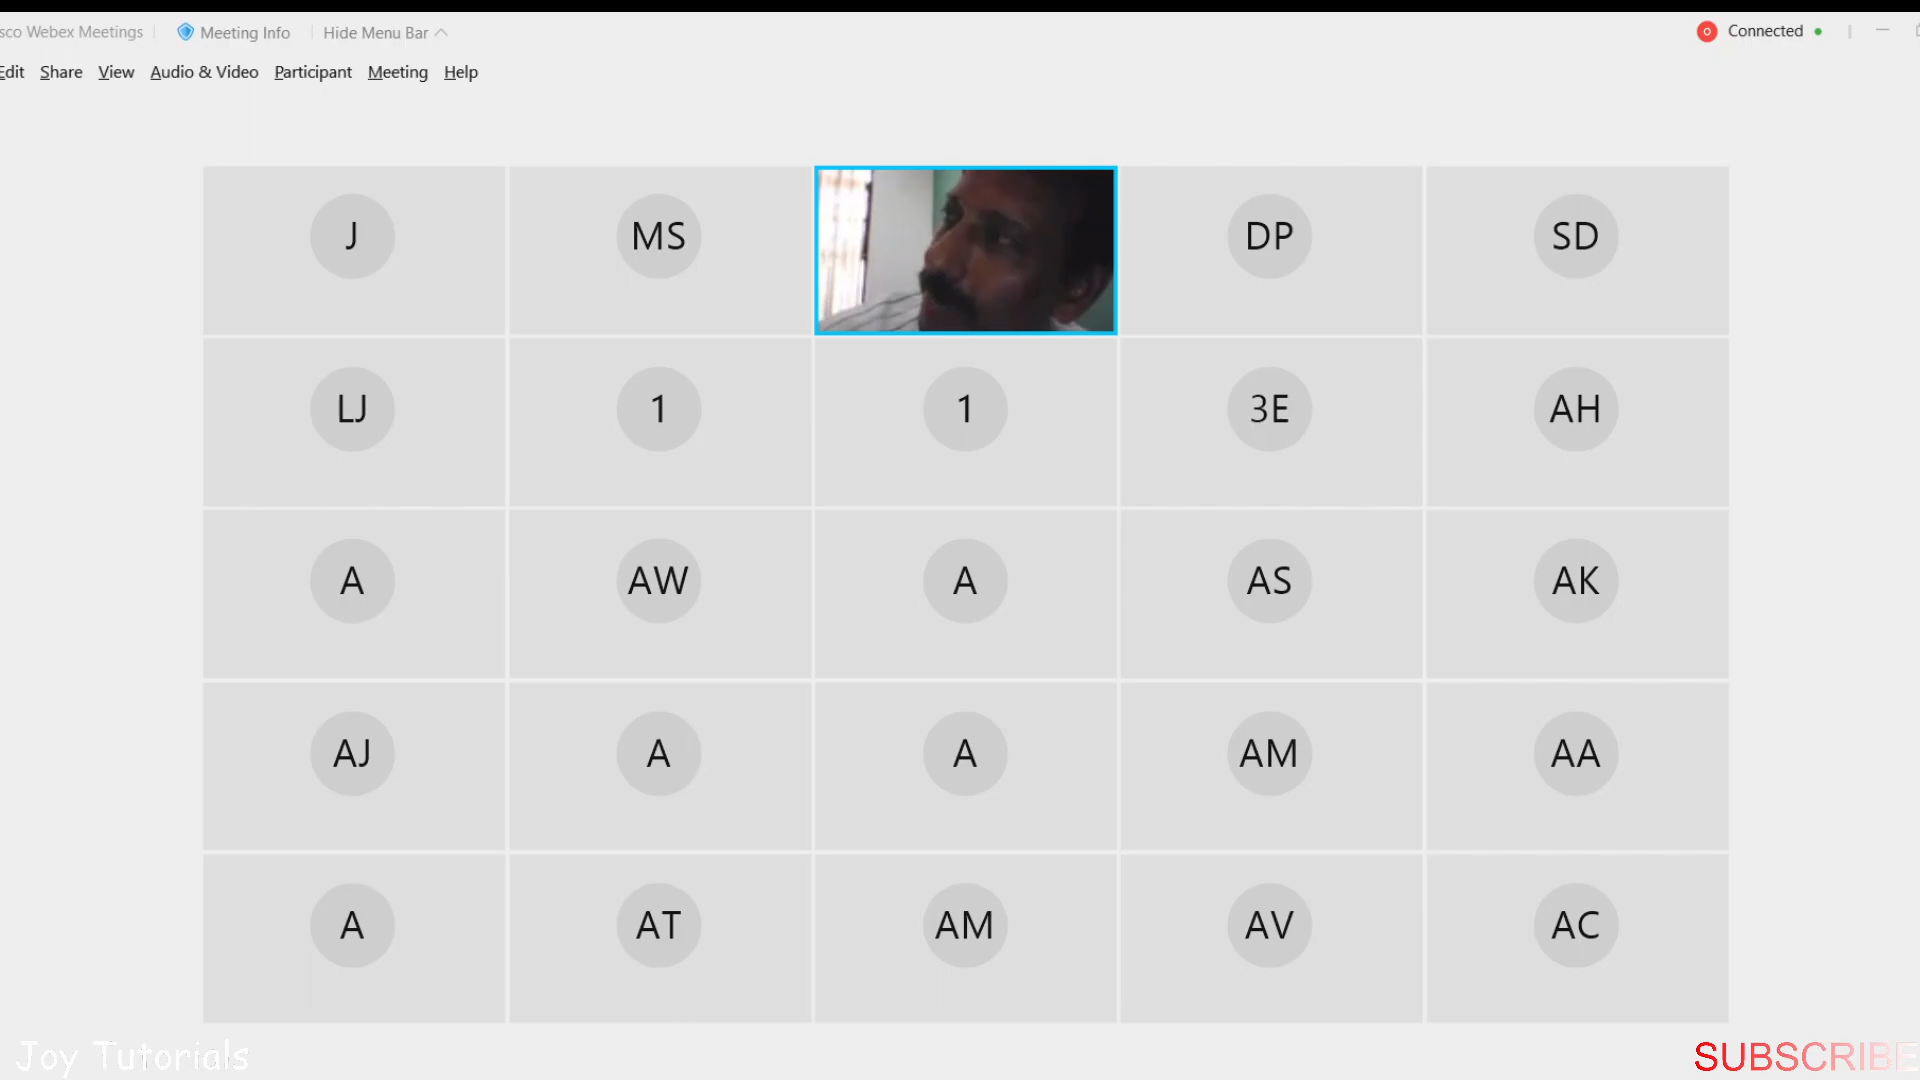 sco Webex Meetings Meeting Info Hide Menu Bar Connected
Edit Share View Audio & Video Participant Meeting Help
J MS DP SD
LJ 1 1 3E AH
A AW A AS AK
AJ A A AM AA
A AT AM AV AC
Joy Tutorials SUBSCRIBE